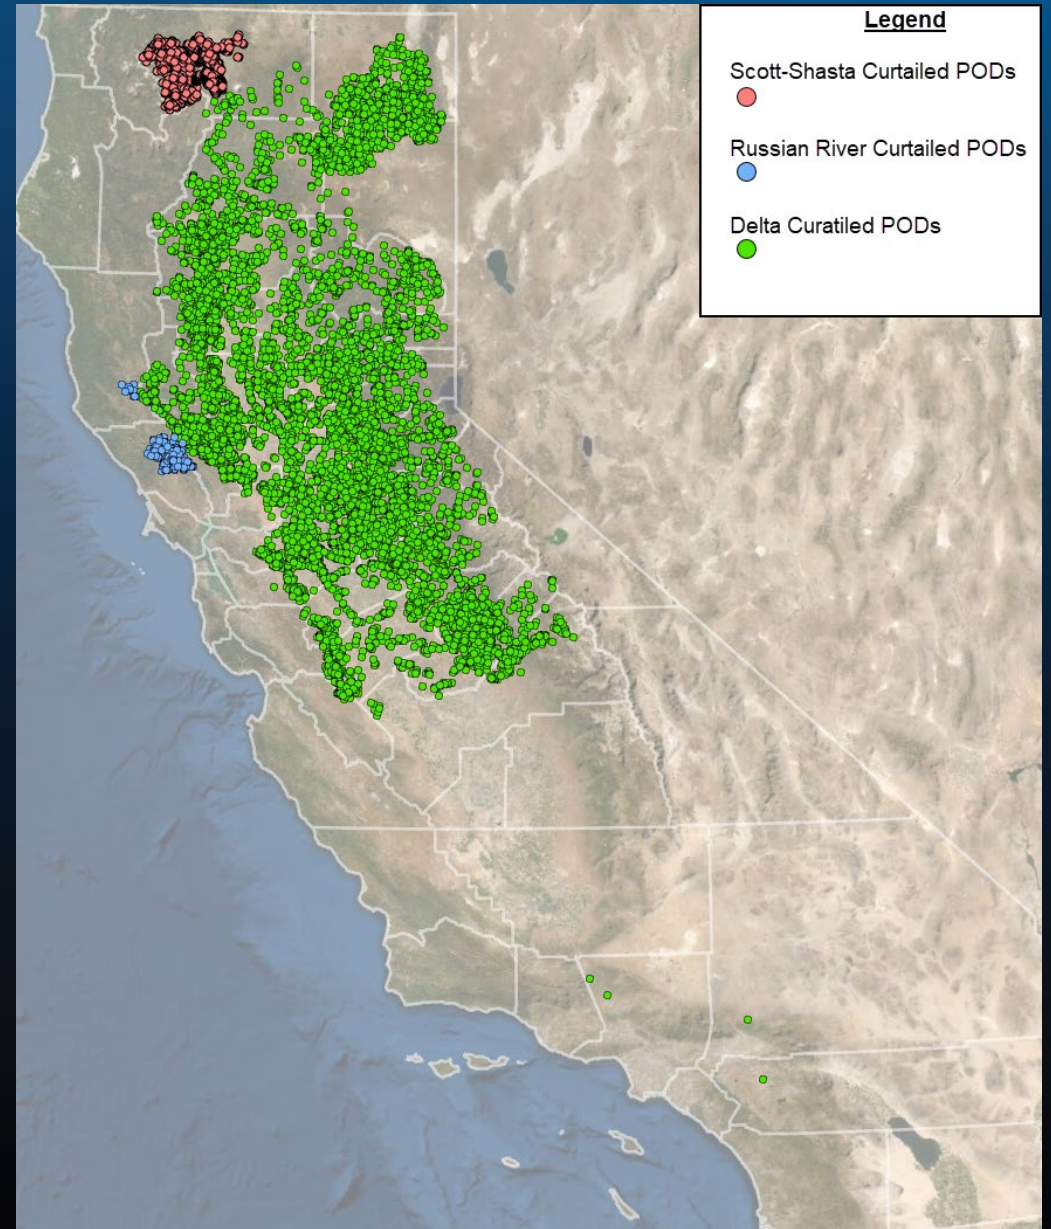 Legend
Scott-Shasta Curtailed PODs
Russian River Curtailed PODs
Delta Curatiled PODs